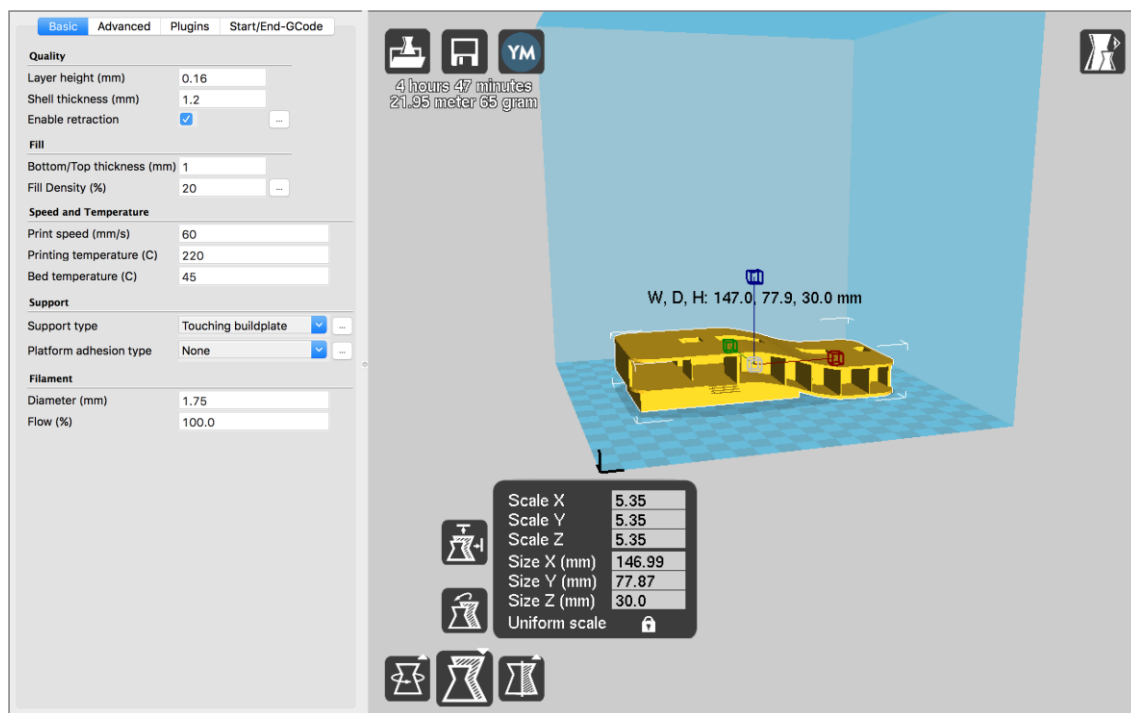 Basic Advanced Plugins Start/End-GCode
Quality
Layer height (mm) 0.16
Shell thickness (mm) 1.2
Enable retraction ...
Fill
Bottom/Top thickness (mm) 1
Fill Density (%) 20 ...
Speed and Temperature
Print speed (mm/s) 60
Printing temperature (C) 220
Bed temperature (C) 45
Support
Support type Touching buildplate ...
Platform adhesion type None ...
Filament
Diameter (mm) 1.75
Flow (%) 100.0
YM
4 hours 47 minutes
21.95 meter 65 gram
W, D, H: 147.0, 77.9, 30.0 mm
Scale X 5.35
Scale Y 5.35
Scale Z 5.35
Size X (mm) 146.99
Size Y (mm) 77.87
Size Z (mm) 30.0
Uniform scale